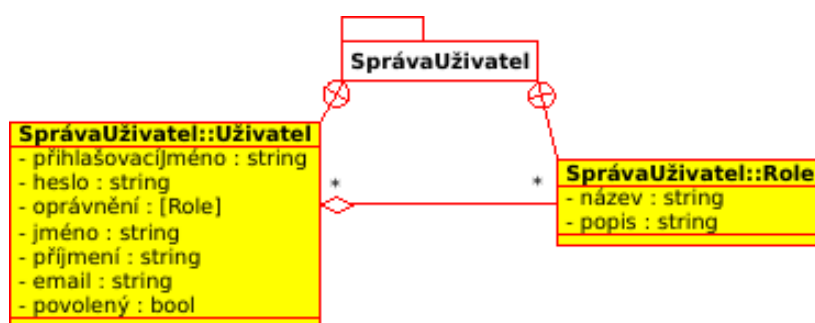 SprávaUživatel
SprávaUživatel::Uživatel
- přihlašovacíJméno : string
- heslo : string
- oprávnění : [Role]
- jméno : string
- příjmení : string
- email : string
- povolený : bool
*
*
SprávaUživatel::Role
- název : string
- popis : string